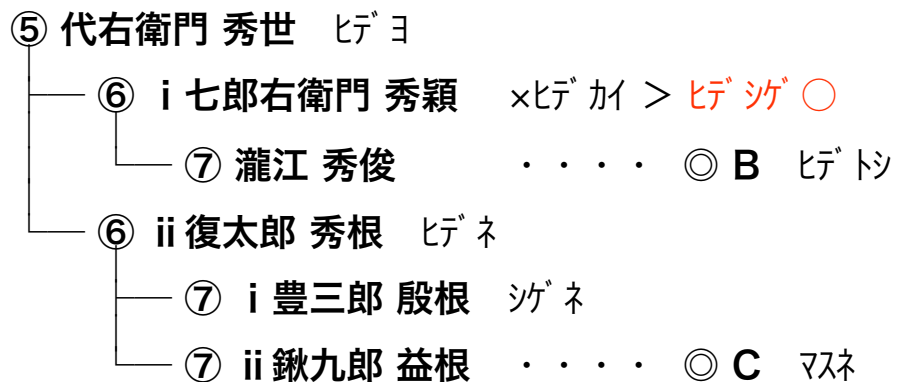 ⑤ 代右衛門 秀世 ﾋﾃﾞﾖ
⑥ ⅰ 七郎右衛門 秀穎 ×ﾋﾃﾞｶｲ > ﾋﾃﾞｼｹﾞ ○
⑦ 瀧江 秀俊 ・・・・ ◎ B ﾋﾃﾞﾄｼ
⑥ ⅱ 復太郎 秀根 ﾋﾃﾞﾈ
⑦ ⅰ 豊三郎 殷根 ｼｹﾞﾈ
⑦ ⅱ 鍬九郎 益根 ・・・・ ◎ C ﾏｽﾈ